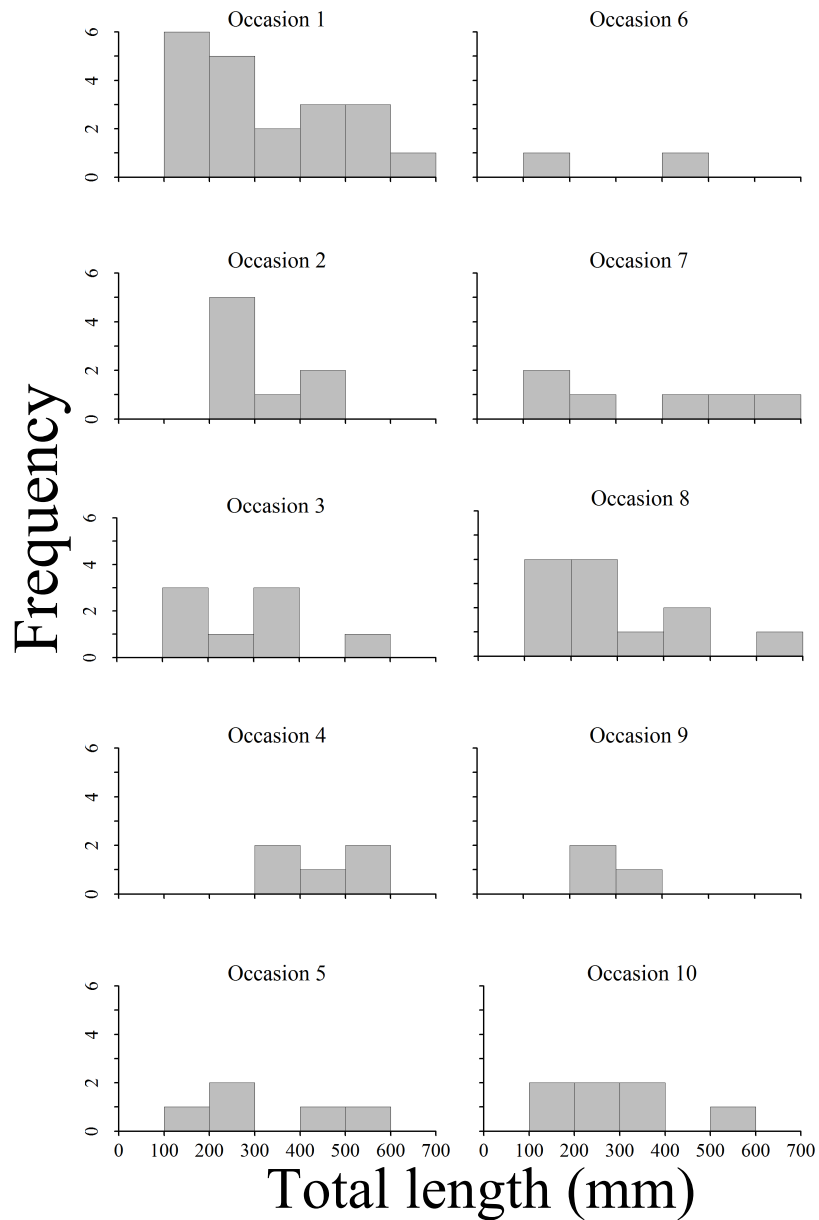 Occasion 1
Occasion 6
0 2 4 6
Occasion 2
Occasion 7
0 2 4 6
Occasion 3
Occasion 8
0 2 4 6
Occasion 4
Occasion 9
0 2 4 6
Occasion 5
Occasion 10
0 2 4 6
0 100 200 300 400 500 600 700
0 100 200 300 400 500 600 700
Frequency
Total length (mm)